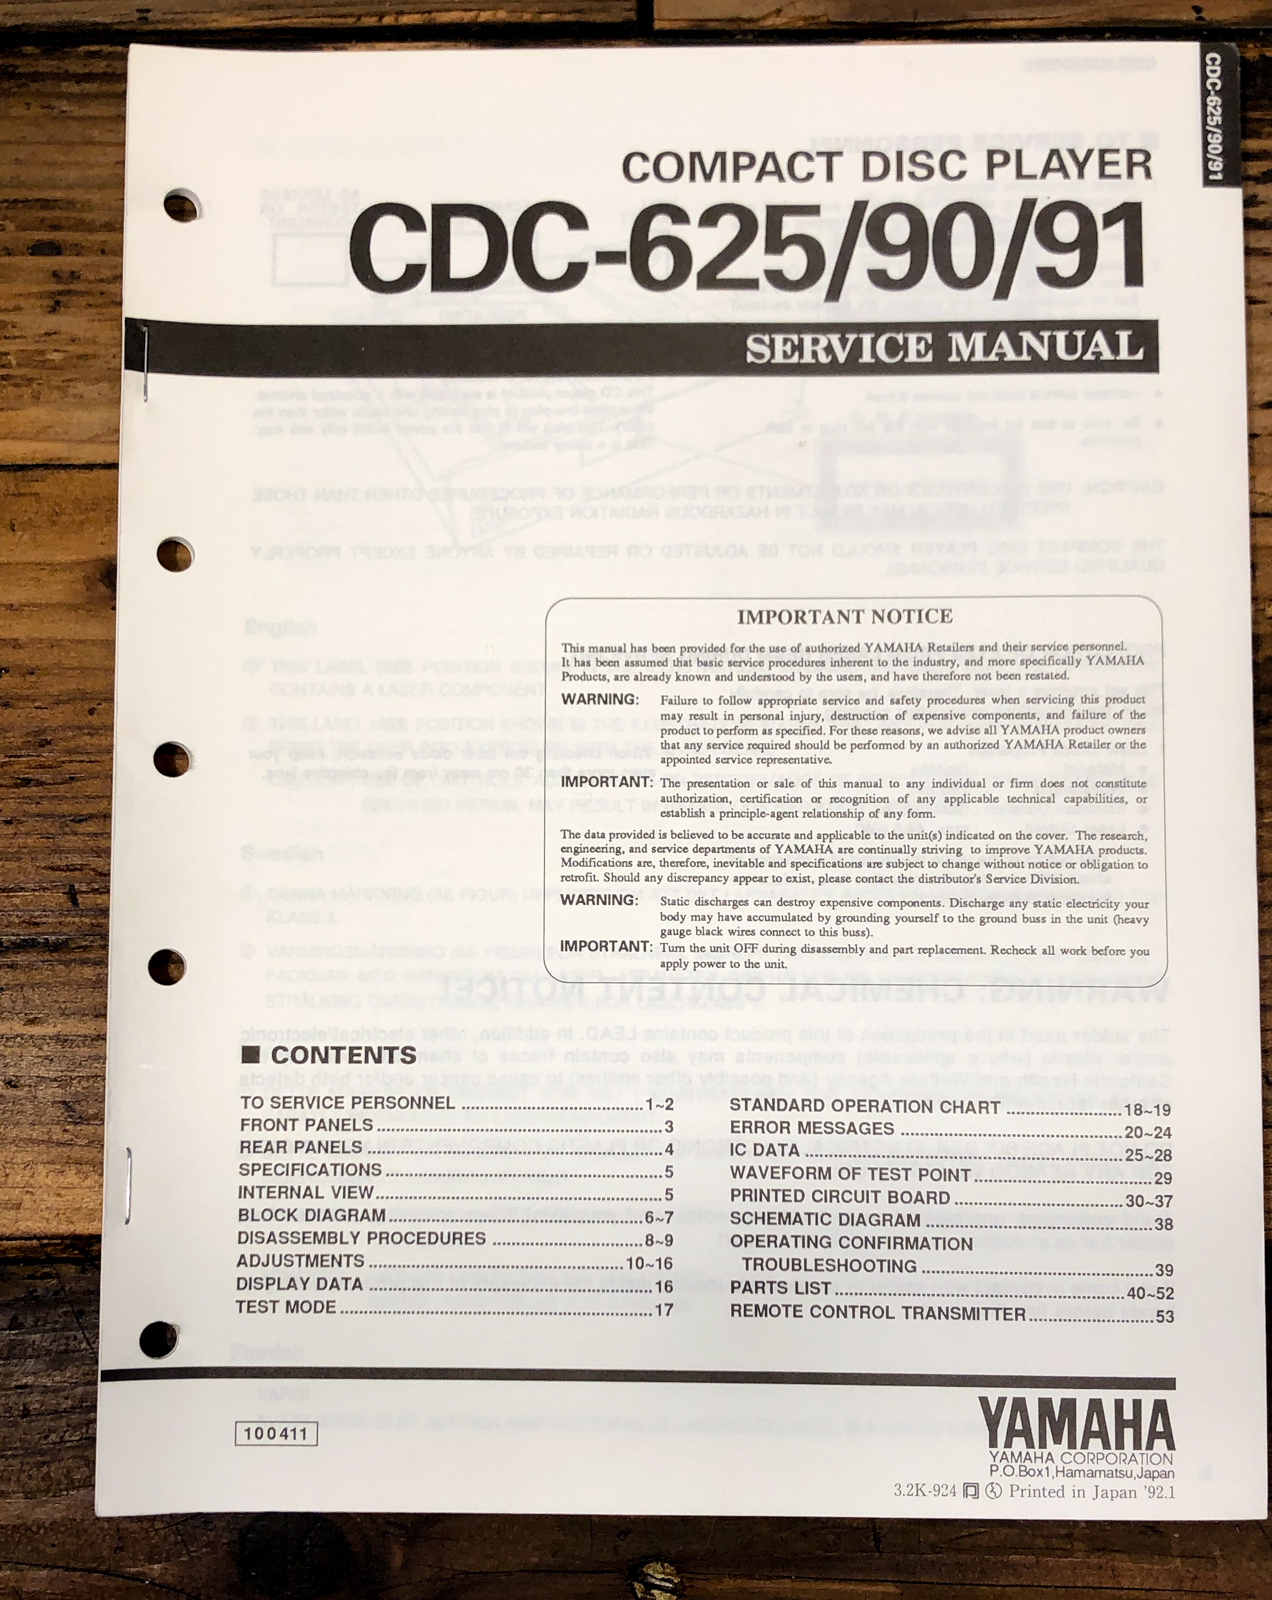 CDC-625/90/91
COMPACT DISC PLAYER
CDC-625/90/91
SERVICE MANUAL
IMPORTANT NOTICE
This manual has been provided for the use of authorized YAMAHA Retailers and their service personnel.
It has been assumed that basic service procedures inherent to the industry, and more specifically YAMAHA
Products, are already known and understood by the users, and have therefore not been restated.
WARNING: Failure to follow appropriate service and safety procedures when servicing this product
may result in personal injury, destruction of expensive components, and failure of the
product to perform as specified. For these reasons, we advise all YAMAHA product owners
that any service required should be performed by an authorized YAMAHA Retailer or the
appointed service representative.
IMPORTANT: The presentation or sale of this manual to any individual or firm does not constitute
authorization, certification or recognition of any applicable technical capabilities, or
establish a principle-agent relationship of any form.
The data provided is believed to be accurate and applicable to the unit(s) indicated on the cover. The research,
engineering, and service departments of YAMAHA are continually striving to improve YAMAHA products.
Modifications are, therefore, inevitable and specifications are subject to change without notice or obligation to
retrofit. Should any discrepancy appear to exist, please contact the distributor's Service Division.
WARNING: Static discharges can destroy expensive components. Discharge any static electricity your
body may have accumulated by grounding yourself to the ground buss in the unit (heavy
gauge black wires connect to this buss).
IMPORTANT: Turn the unit OFF during disassembly and part replacement. Recheck all work before you
apply power to the unit.
■ CONTENTS
TO SERVICE PERSONNEL ........ 1~2
FRONT PANELS ........ 3
REAR PANELS ........ 4
SPECIFICATIONS ........ 5
INTERNAL VIEW ........ 5
BLOCK DIAGRAM ........ 6~7
DISASSEMBLY PROCEDURES ........ 8~9
ADJUSTMENTS ........ 10~16
DISPLAY DATA ........ 16
TEST MODE ........ 17
STANDARD OPERATION CHART ........ 18~19
ERROR MESSAGES ........ 20~24
IC DATA ........ 25~28
WAVEFORM OF TEST POINT ........ 29
PRINTED CIRCUIT BOARD ........ 30~37
SCHEMATIC DIAGRAM ........ 38
OPERATING CONFIRMATION
TROUBLESHOOTING ........ 39
PARTS LIST ........ 40~52
REMOTE CONTROL TRANSMITTER ........ 53
100411
YAMAHA
YAMAHA CORPORATION
P.O.Box1,Hamamatsu,Japan
3.2K-924 Printed in Japan '92.1